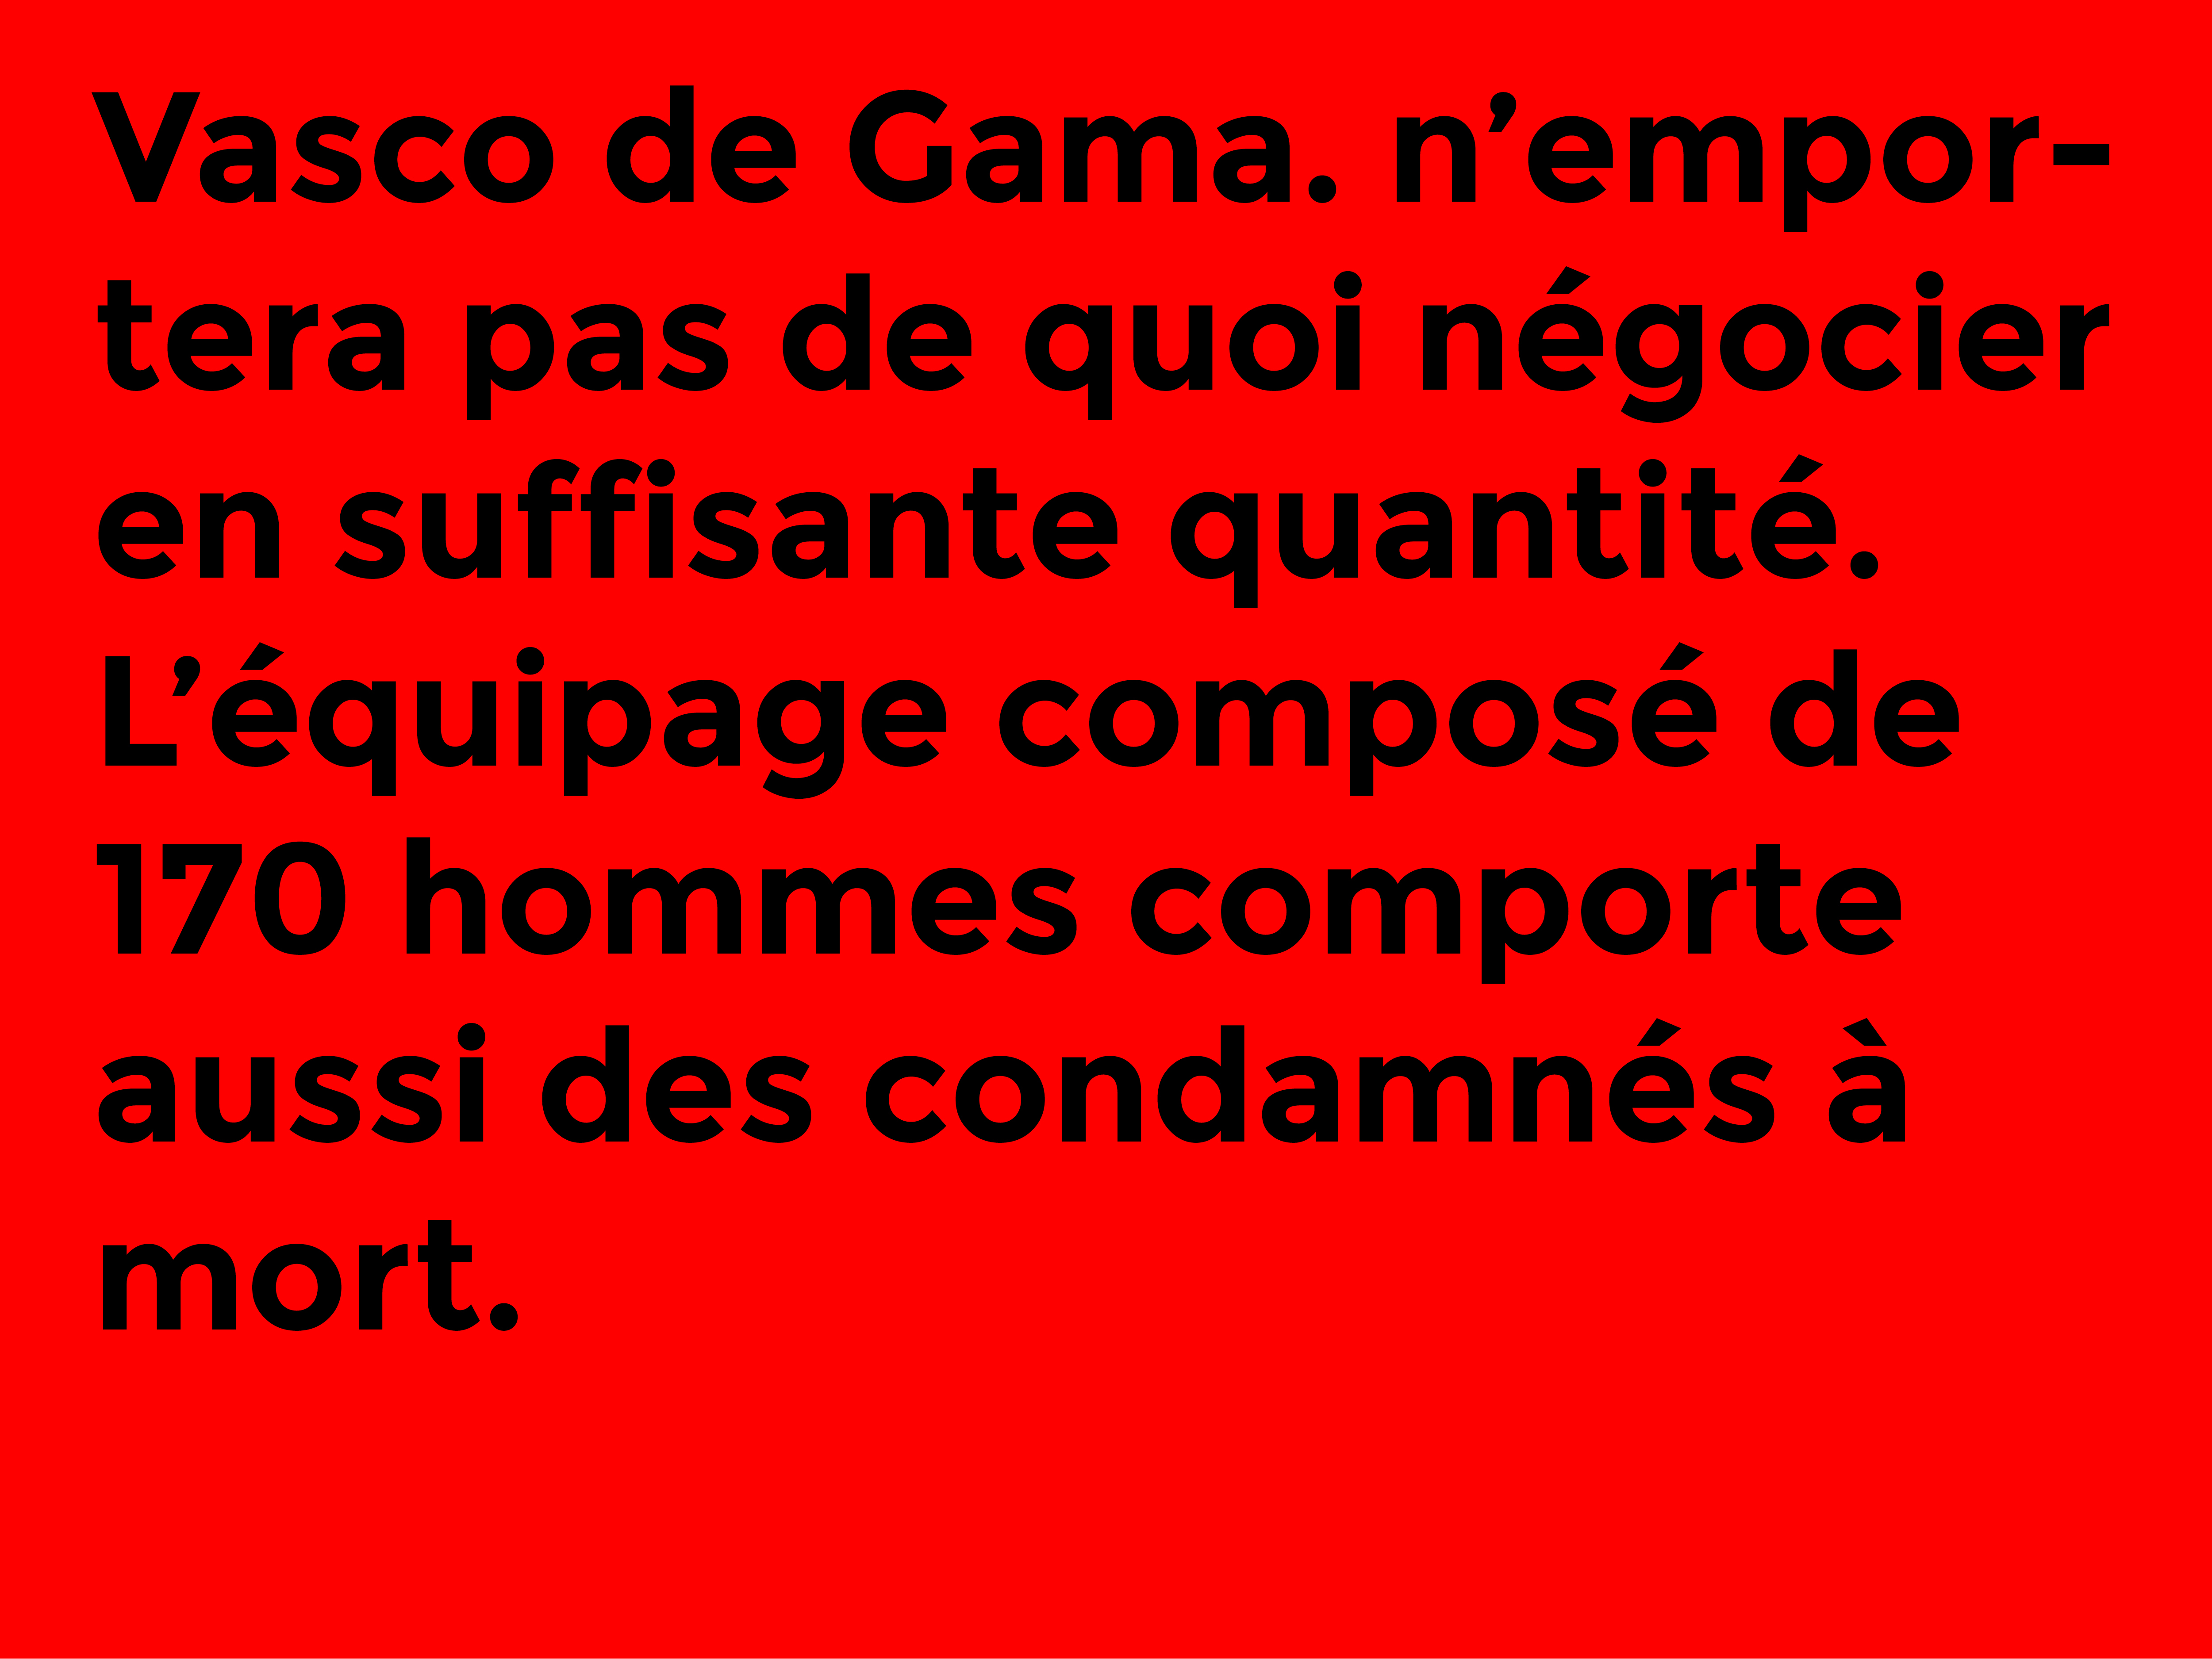 Vasco de Gama. n’empor-
tera pas de quoi négocier
en suffisante quantité.
L’équipage composé de
170 hommes comporte
aussi des condamnés à
mort.